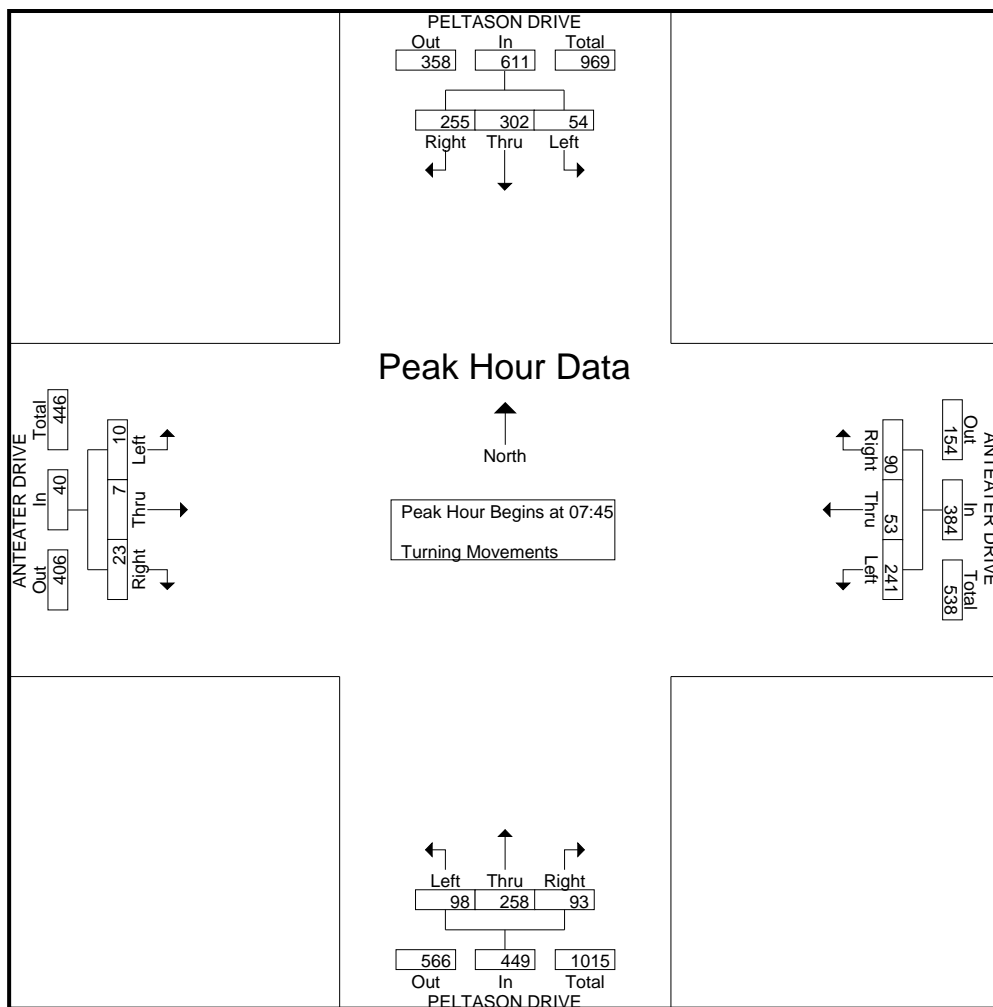 PELTASON DRIVE
Out In Total
358 611 969
255 302 54
Right Thru Left
Peak Hour Data
North
Peak Hour Begins at 07:45
Turning Movements
ANTEATER DRIVE
Out In Total
406 40 446
23 7 10
Right Thru Left
ANTEATER DRIVE
Out In Total
154 384 538
90 53 241
Right Thru Left
Left Thru Right
98 258 93
566 449 1015
Out In Total
PELTASON DRIVE